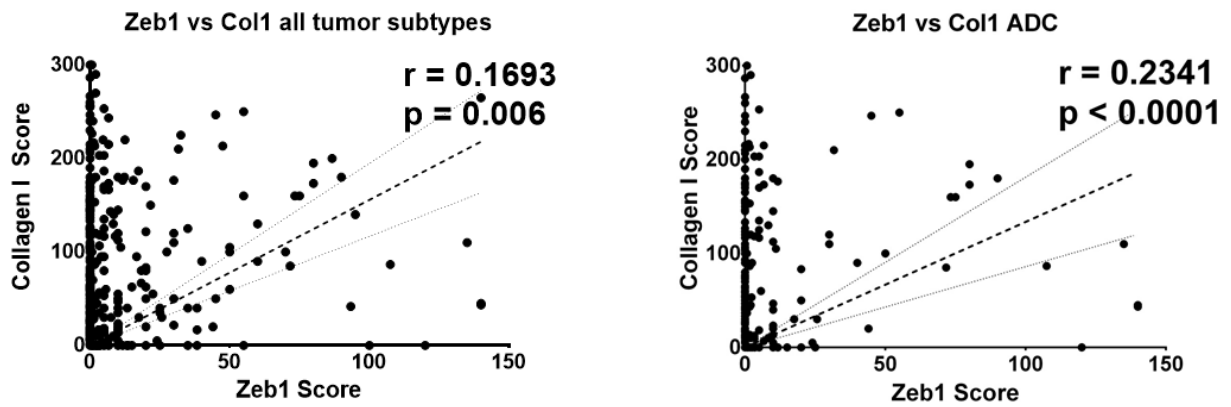 Zeb1 vs Col1 all tumor subtypes
r = 0.1693
p = 0.006
Collagen I Score
300
200
100
0
0 50 100 150
Zeb1 Score
Zeb1 vs Col1 ADC
r = 0.2341
p < 0.0001
Collagen I Score
300
200
100
0
0 50 100 150
Zeb1 Score